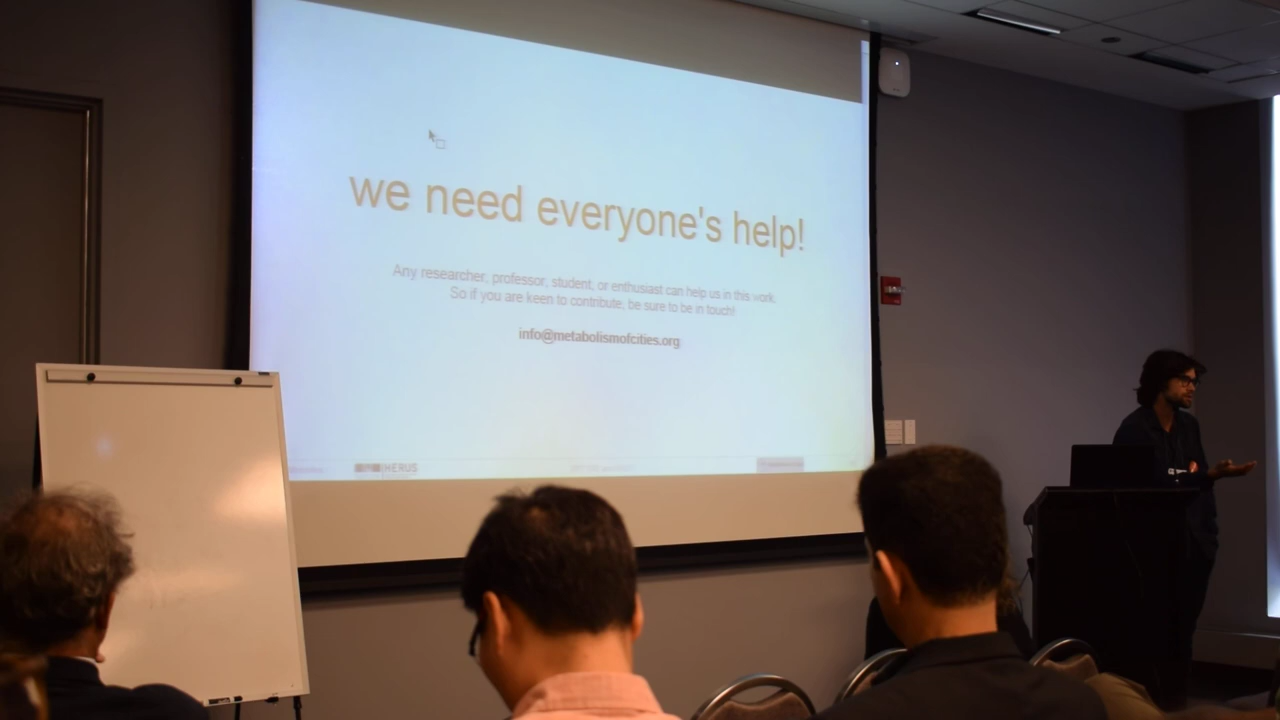 we need everyone's help!
Any researcher, professor, student, or enthusiast can help us in this work.
So if you are keen to contribute, be sure to be in touch!
info@metabolismofcities.org
HERUS